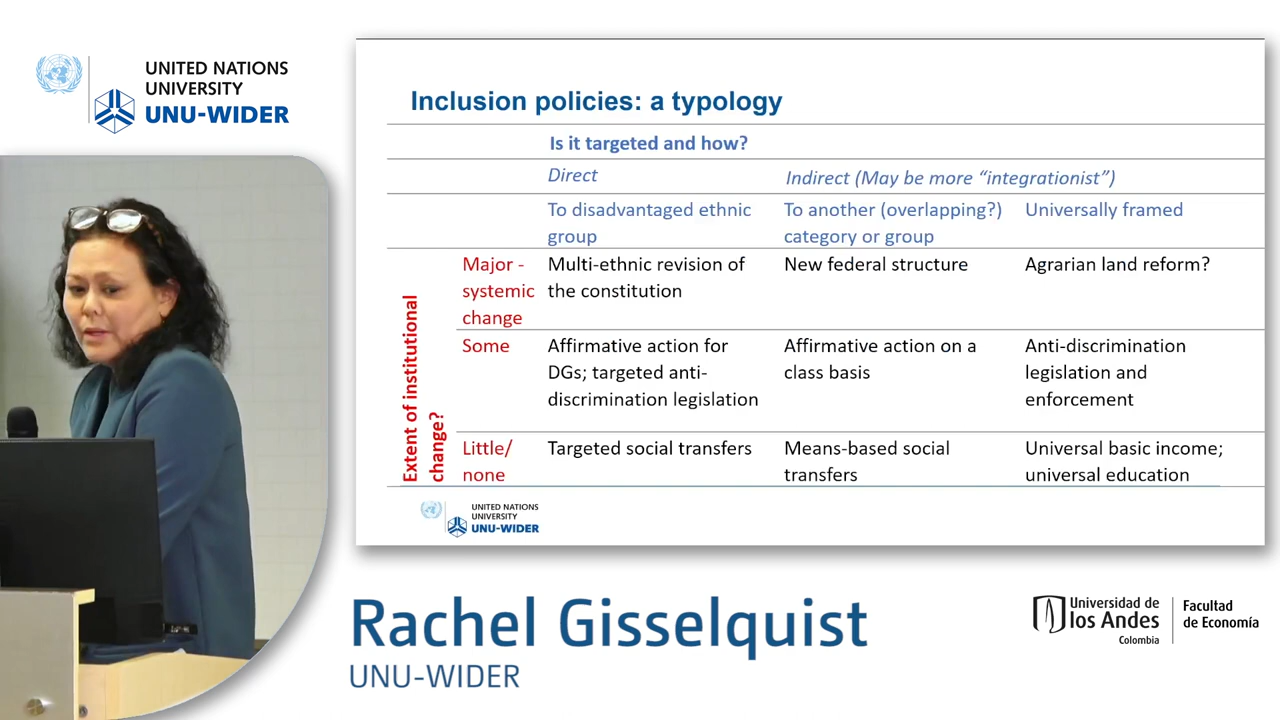 UNITED NATIONS
UNIVERSITY
UNU-WIDER
Inclusion policies: a typology
Is it targeted and how?
Direct
Indirect (May be more “integrationist”)
To disadvantaged ethnic
group
To another (overlapping?)
category or group
Universally framed
Extent of institutional
change?
Major -
systemic
change
Multi-ethnic revision of
the constitution
New federal structure
Agrarian land reform?
Some
Affirmative action for
DGs; targeted anti-
discrimination legislation
Affirmative action on a
class basis
Anti-discrimination
legislation and
enforcement
Little/
none
Targeted social transfers
Means-based social
transfers
Universal basic income;
universal education
UNITED NATIONS
UNIVERSITY
UNU-WIDER
Rachel Gisselquist
UNU-WIDER
Universidad de
los Andes
Colombia
Facultad
de Economía